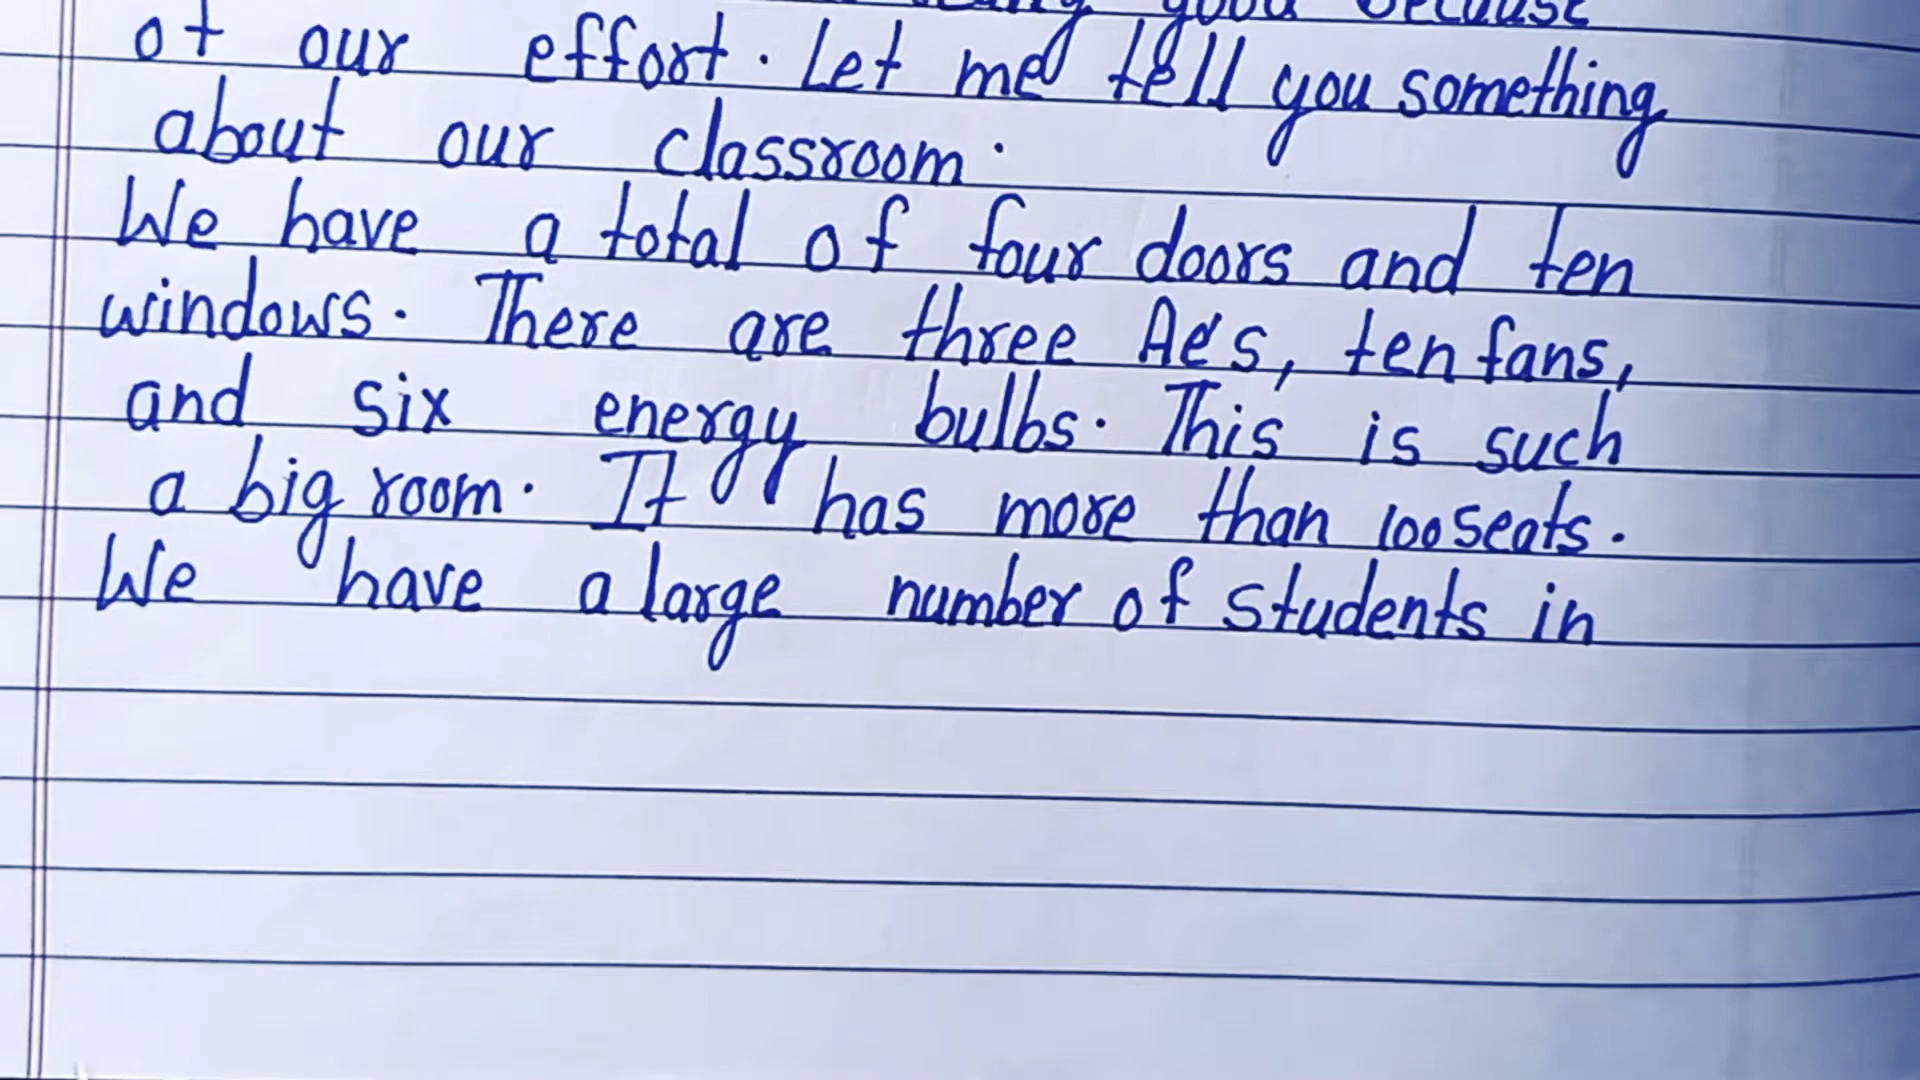 good because
of our effort. Let me tell you something
about our classroom.
We have a total of four doors and ten
windows. There are three Ac's, ten fans,
and six energy bulbs. This is such
a big room. It has more than 100 seats.
We have a large number of students in